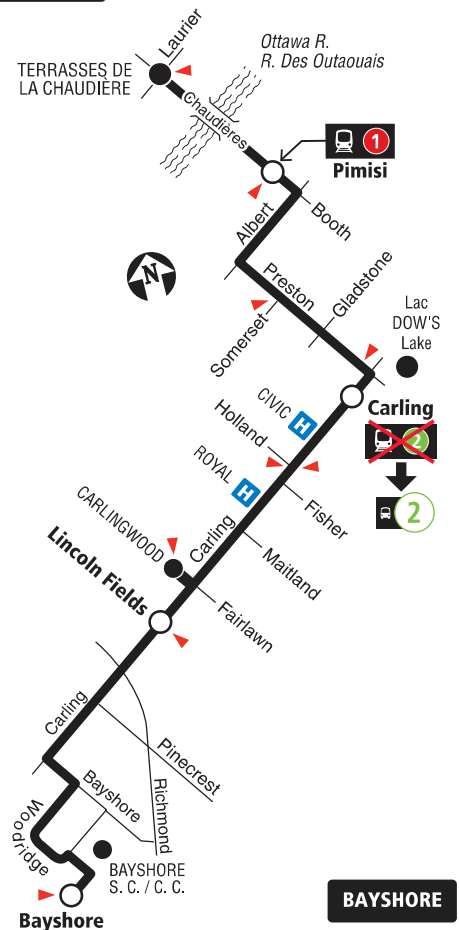 Laurier
TERRASSES DE
LA CHAUDIÈRE
Ottawa R.
R. Des Outaouais
Chaudières
1
Pimisi
Albert
Booth
N
Preston
Gladstone
Somerset
Lac
DOW'S
Lake
CIVIC
H
Carling
2
2
Holland
ROYAL
H
Fisher
CARLINGWOOD
Carling
Maitland
Lincoln Fields
Fairlawn
Carling
Pinecrest
Bayshore
Richmond
Woodridge
BAYSHORE
S. C. / C. C.
Bayshore
BAYSHORE